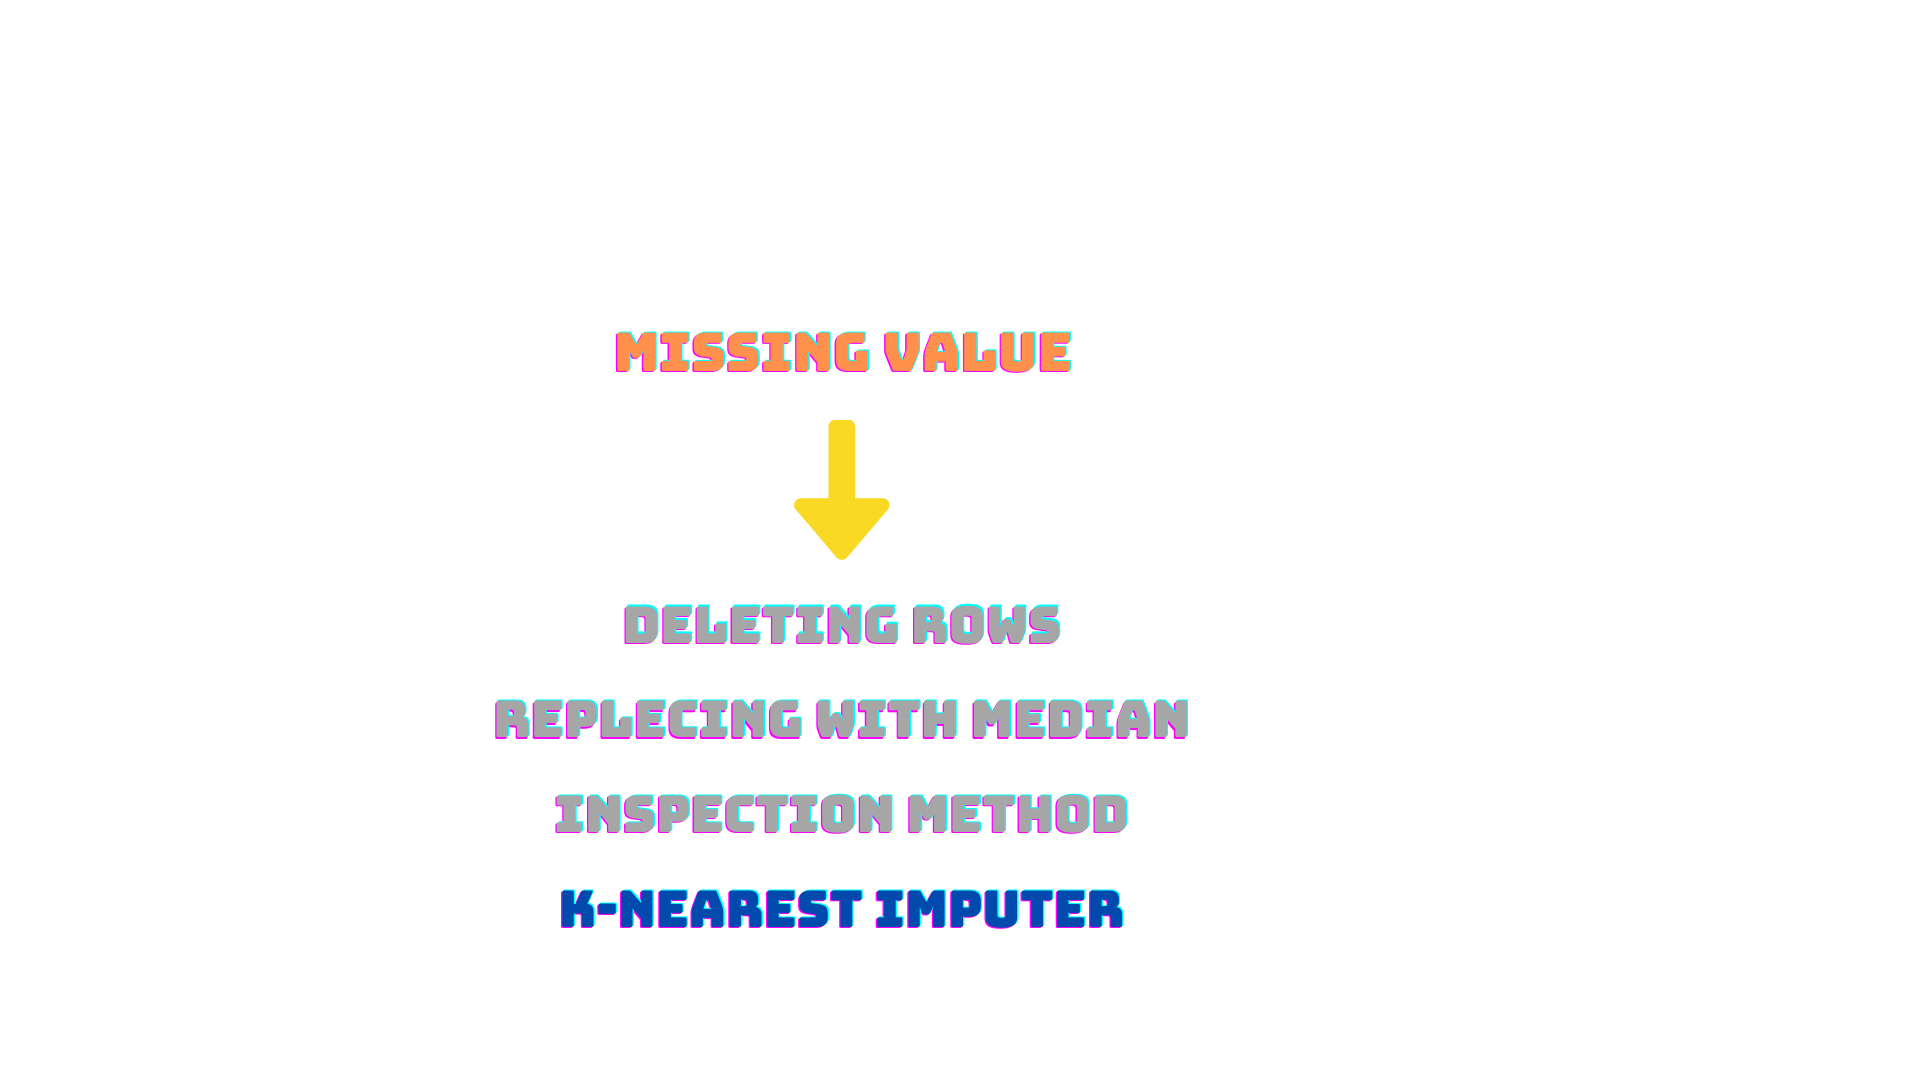 MISSING VALUE
DELETING ROWS
REPLECING WITH MEDIAN
INSPECTION METHOD
K-NEAREST IMPUTER